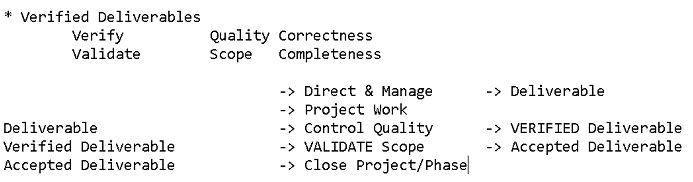 * Verified Deliverables
Verify Quality Correctness
Validate Scope Completeness
-> Direct & Manage -> Deliverable
-> Project Work
Deliverable -> Control Quality -> VERIFIED Deliverable
Verified Deliverable -> VALIDATE Scope -> Accepted Deliverable
Accepted Deliverable -> Close Project/Phase